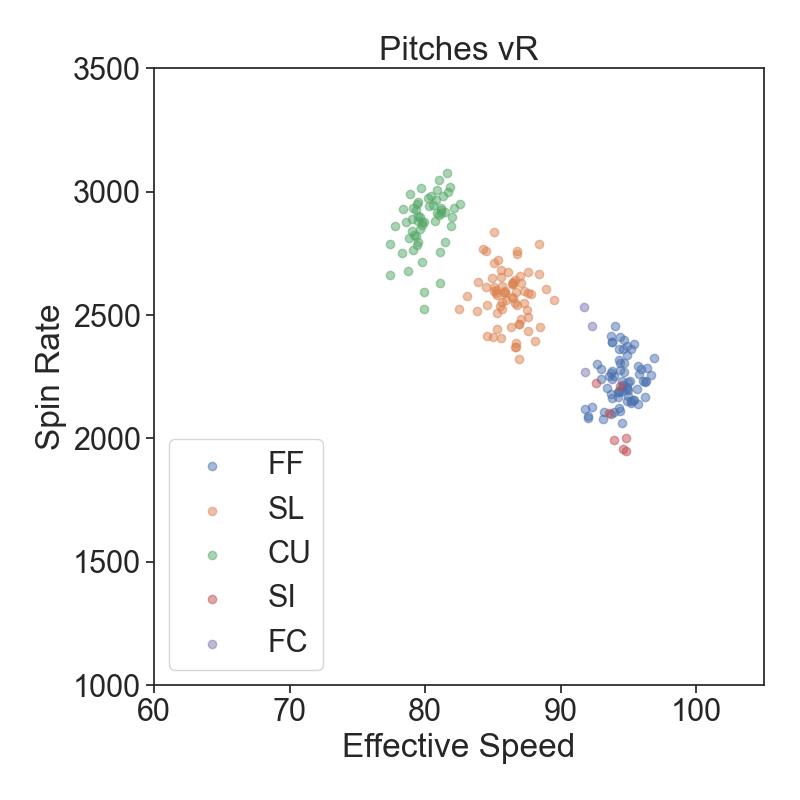 Pitches vR
3500
3000
2500
2000
1500
1000
Spin Rate
FF
SL
CU
SI
FC
60 70 80 90 100
Effective Speed